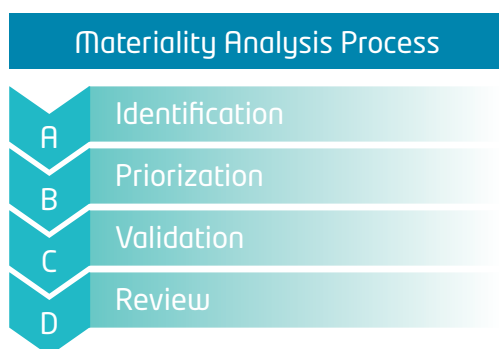 Materiality Analysis Process
A Identification
B Priorization
C Validation
D Review